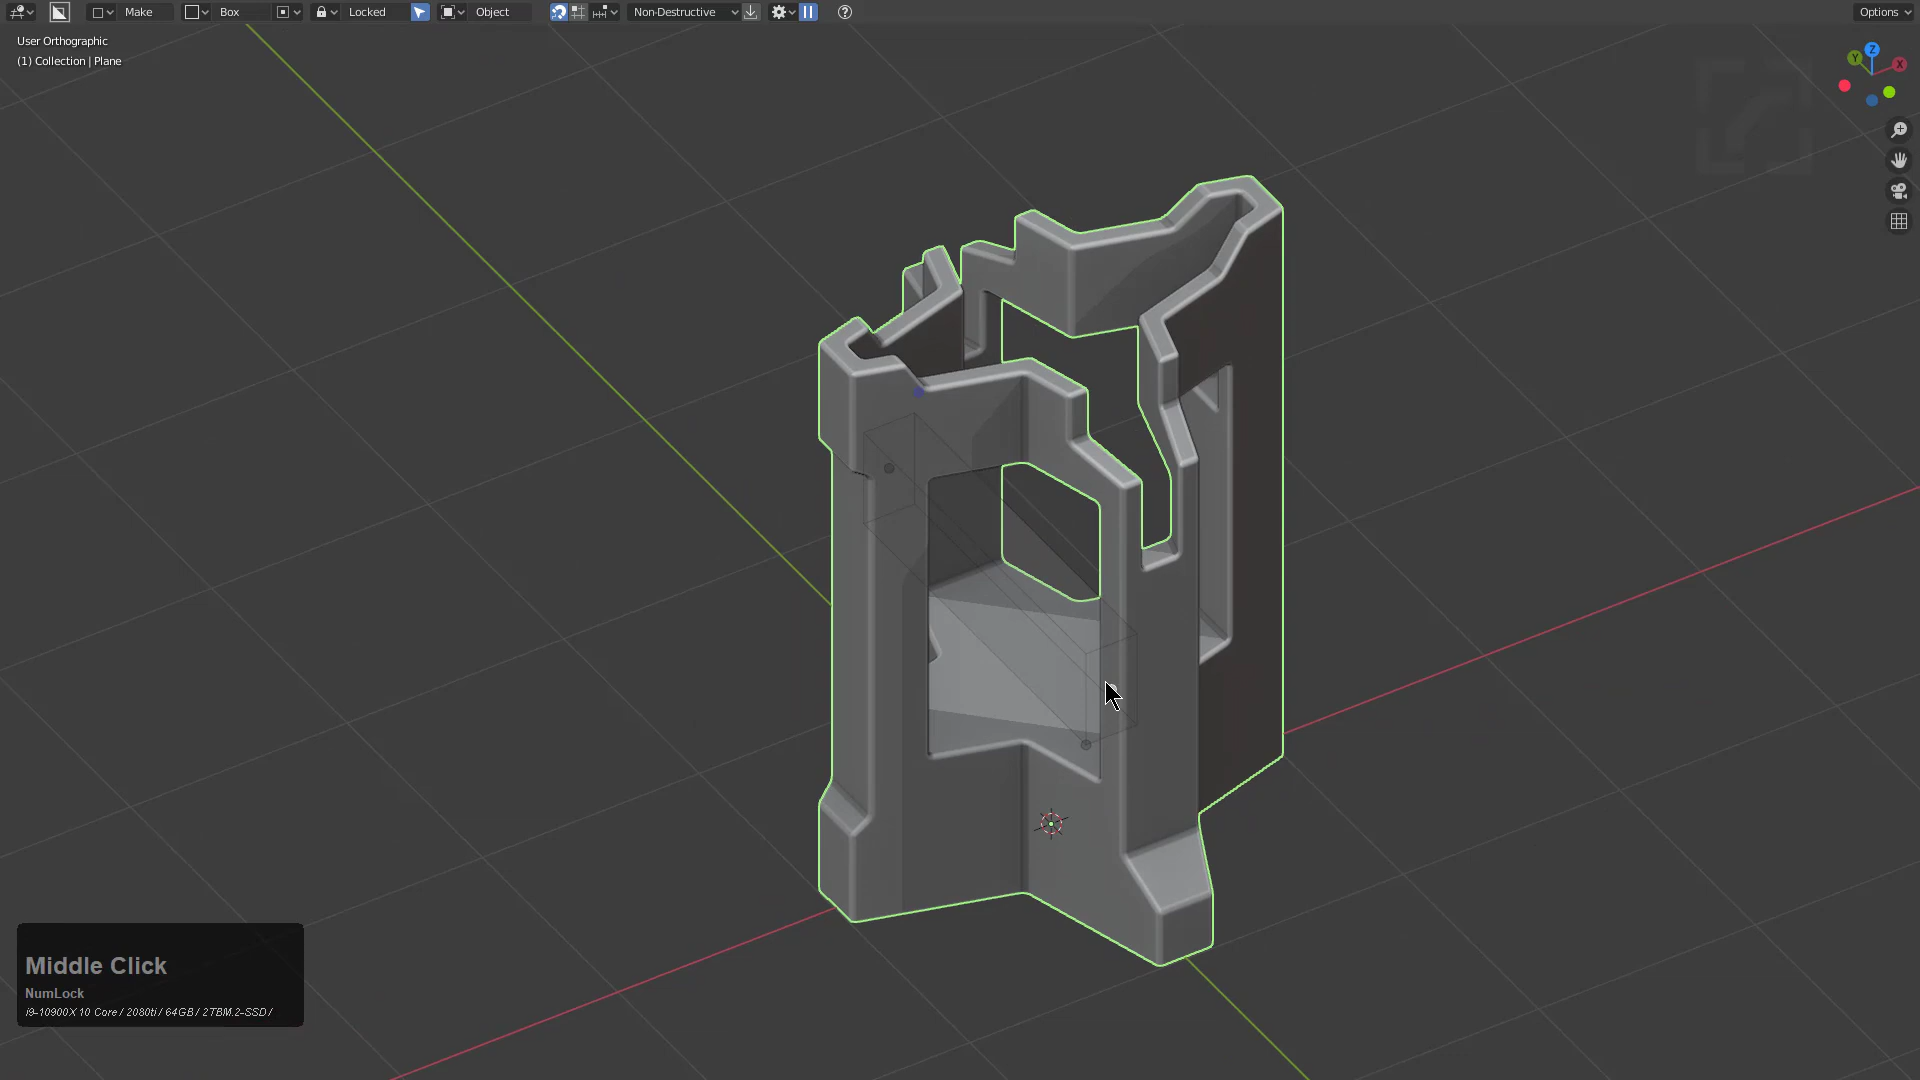 Make Box Locked Object Non-Destructive Options
User Orthographic
(1) Collection | Plane
Z
Y
X
Middle Click
NumLock
i9-10900X 10 Core / 2080ti / 64GB / 2TBM.2-SSD /